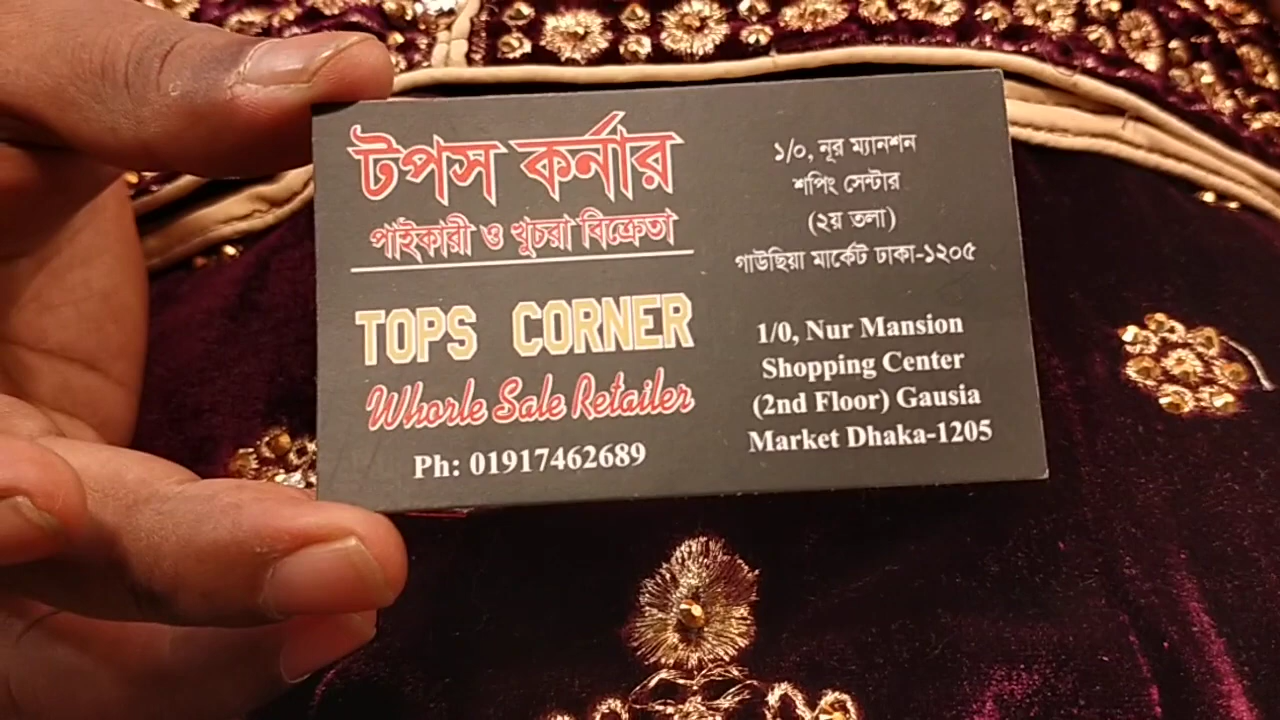 টপস কর্নার
পাইকারী ও খুচরা বিক্রেতা
TOPS CORNER
Whorle Sale Retailer
Ph: 01917462689
১/০, নূর ম্যানশন
শপিং সেন্টার
(২য় তলা)
গাউছিয়া মার্কেট ঢাকা-১২০৫
1/0, Nur Mansion
Shopping Center
(2nd Floor) Gausia
Market Dhaka-1205